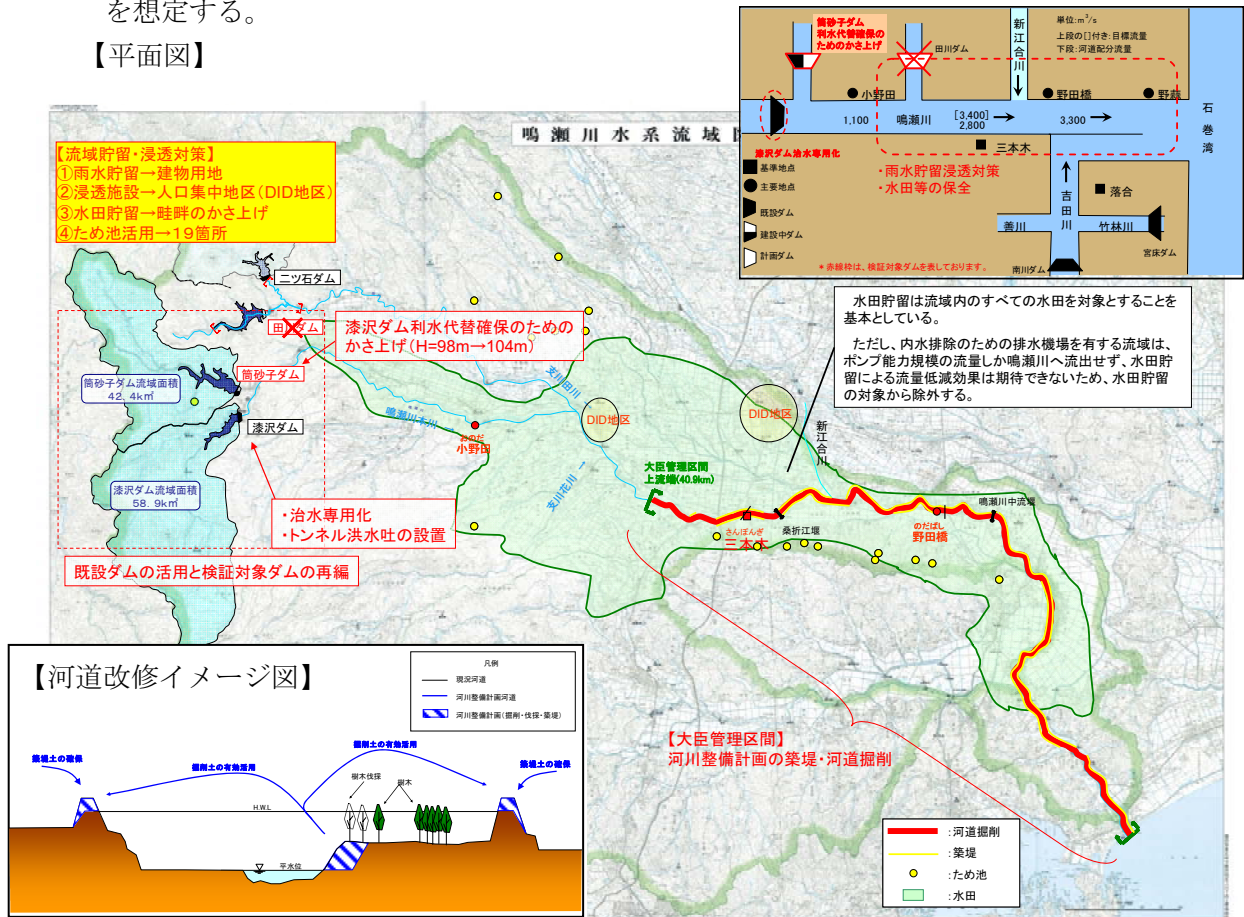 を想定する。
【平面図】
鳴瀬川水系流域
【流域貯留・浸透対策】
①雨水貯留→建物用地
②浸透施設→人口集中地区(DID地区)
③水田貯留→畦畔のかさ上げ
④ため池活用→19箇所
筒砂子ダム
利水代替確保の
ためのかさ上げ
田川ダム
新江合川
単位:m³/s
上段の[]付き:目標流量
下段:河道配分流量
小野田
野田橋
野蒜
石巻湾
1,100
鳴瀬川
[3,400]
2,800
3,300
三本木
漆沢ダム治水専用化
基準地点
主要地点
既設ダム
建設中ダム
計画ダム
・雨水貯留浸透対策
・水田等の保全
吉田川
落合
善川
竹林川
宮床ダム
南川ダム
*赤線枠は、検証対象ダムを表しております。
水田貯留は流域内のすべての水田を対象とすることを
基本としている。
ただし、内水排除のための排水機場を有する流域は、
ポンプ能力規模の流量しか鳴瀬川へ流出せず、水田貯
留による流量低減効果は期待できないため、水田貯留
の対象から除外する。
二ツ石ダム
田川ダム
漆沢ダム利水代替確保のための
かさ上げ(H=98m→104m)
筒砂子ダム
筒砂子ダム流域面積
42.4k㎡
漆沢ダム
漆沢ダム流域面積
58.9k㎡
・治水専用化
・トンネル洪水吐の設置
既設ダムの活用と検証対象ダムの再編
支川田川
鳴瀬川本川
支川花川
おのだ
小野田
DID地区
DID地区
新江合川
大臣管理区間
上流端(40.9km)
さんぼんぎ
三本木
桑折江堰
のだばし
野田橋
鳴瀬川中流堰
【大臣管理区間】
河川整備計画の築堤・河道掘削
【河道改修イメージ図】
凡例
現況河道
河川整備計画河道
河川整備計画(掘削・伐採・築堤)
築堤土の確保
掘削土の有効活用
掘削土の有効活用
築堤土の確保
樹木伐採
樹木
H.W.L
平水位
:河道掘削
:築堤
:ため池
:水田